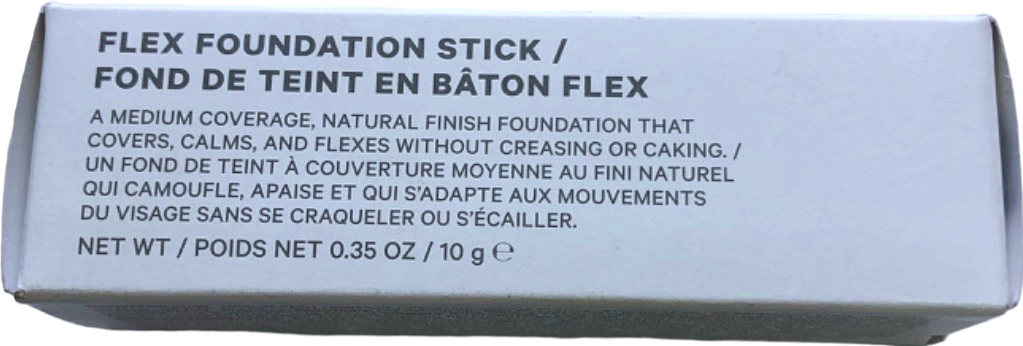 FLEX FOUNDATION STICK /
FOND DE TEINT EN BÂTON FLEX
A MEDIUM COVERAGE, NATURAL FINISH FOUNDATION THAT
COVERS, CALMS, AND FLEXES WITHOUT CREASING OR CAKING. /
UN FOND DE TEINT À COUVERTURE MOYENNE AU FINI NATUREL
QUI CAMOUFLE, APAISE ET QUI S'ADAPTE AUX MOUVEMENTS
DU VISAGE SANS SE CRAQUELER OU S'ÉCAILLER.
NET WT / POIDS NET 0.35 OZ / 10 g ℮